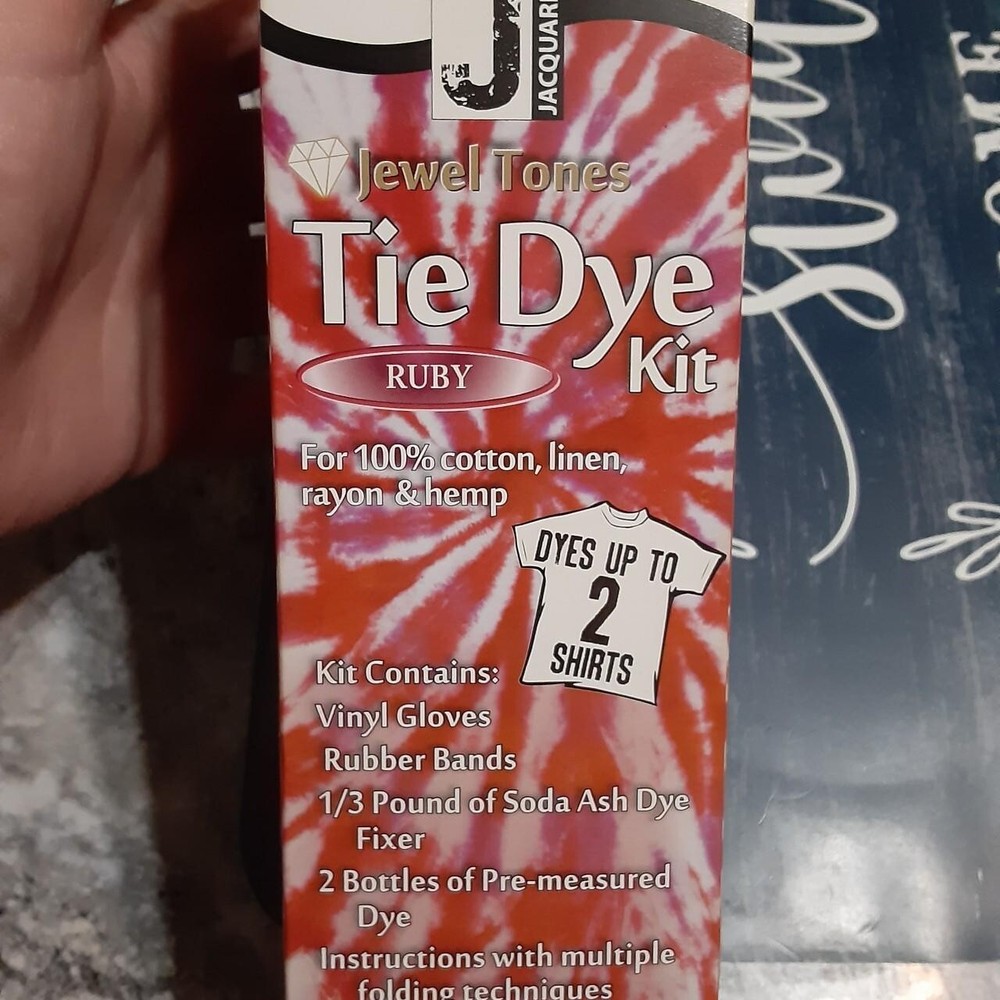 JACQUARD
Jewel Tones
Tie Dye
Kit
RUBY
For 100% cotton, linen,
rayon & hemp
DYES UP TO
2
SHIRTS
Kit Contains:
Vinyl Gloves
Rubber Bands
1/3 Pound of Soda Ash Dye
Fixer
2 Bottles of Pre-measured
Dye
Instructions with multiple
folding techniques